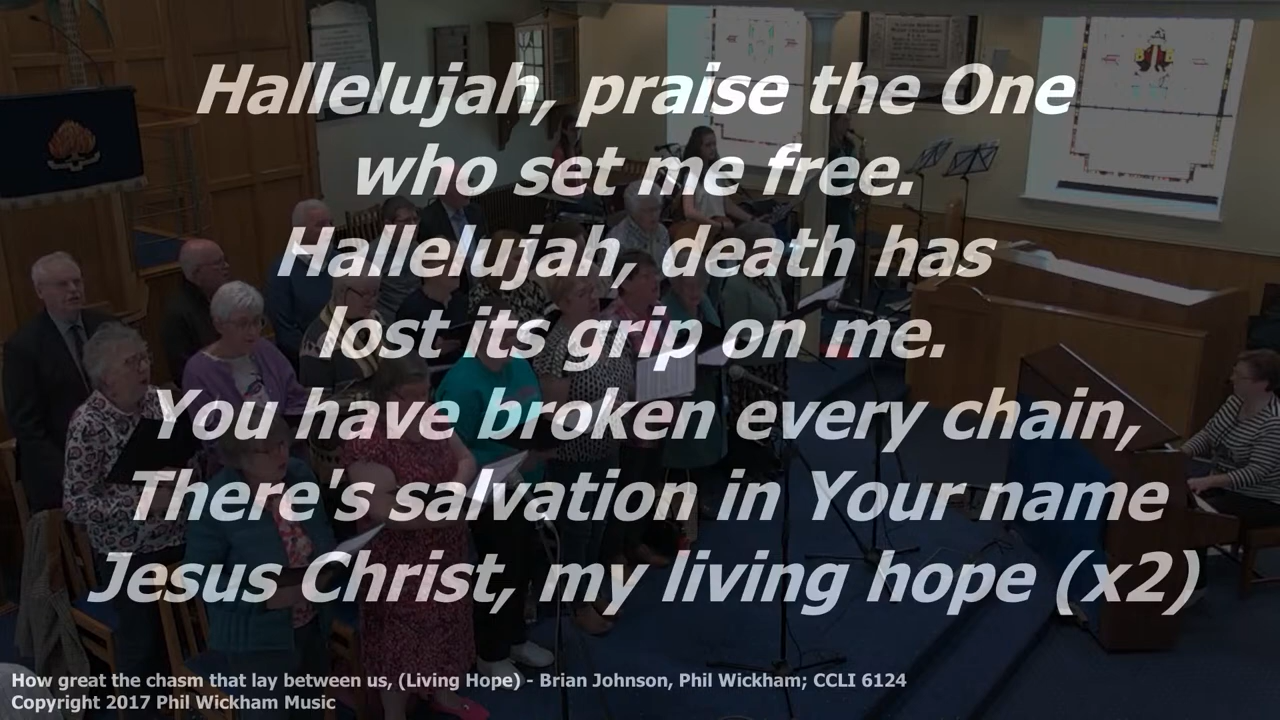 Hallelujah, praise the One
who set me free.
Hallelujah, death has
lost its grip on me.
You have broken every chain,
There's salvation in Your name
Jesus Christ, my living hope (x2)
How great the chasm that lay between us, (Living Hope) - Brian Johnson, Phil Wickham; CCLI 6124
Copyright 2017 Phil Wickham Music